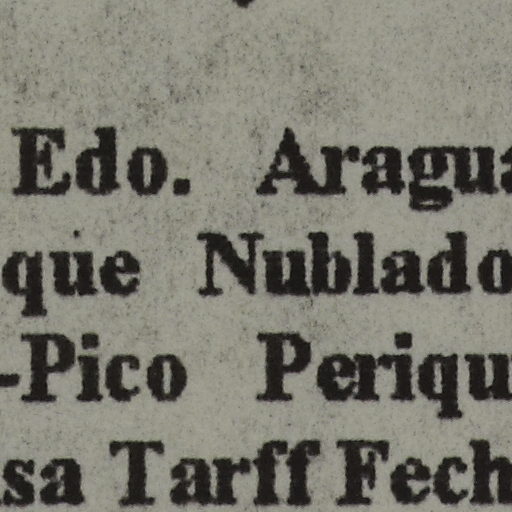 Edo. Aragua
que Nublado
-Pico Periqu
sa Tarff Fech